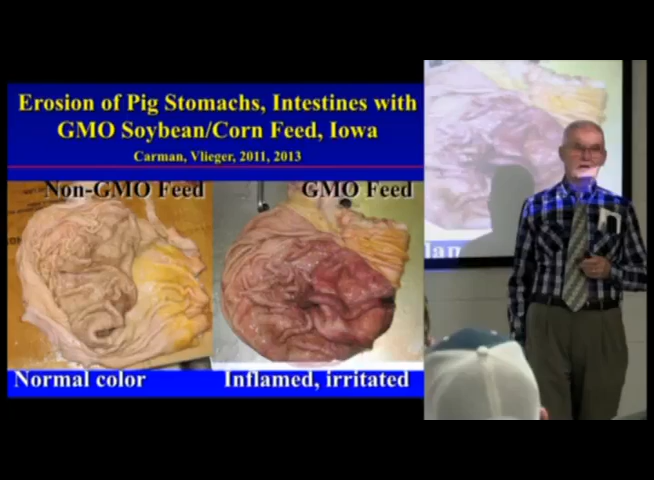 Erosion of Pig Stomachs, Intestines with
GMO Soybean/Corn Feed, Iowa
Carman, Vlieger, 2011, 2013
Non-GMO Feed
GMO Feed
Normal color
Inflamed, irritated